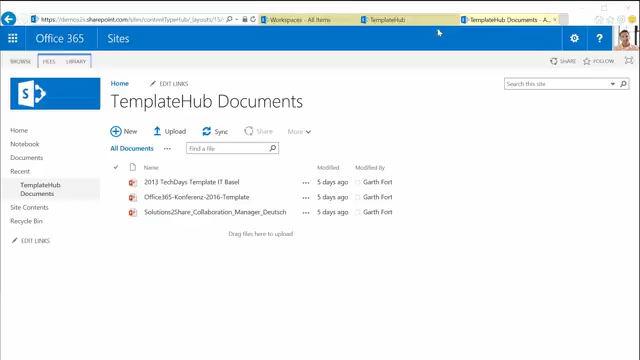 https://demos2s.sharepoint.com/sites/contentTypeHub/_layouts/15/
Workspaces - All Items
TemplateHub
TemplateHub Documents - A...
Office 365
Sites
BROWSE
FILES
LIBRARY
SHARE
FOLLOW
Home
EDIT LINKS
Search this site
TemplateHub Documents
New
Upload
Sync
Share
More
All Documents
Find a file
Name
Modified
Modified By
2013 TechDays Template IT Basel
5 days ago
Garth Fort
Office365-Konferenz-2016-Template
5 days ago
Garth Fort
Solutions2Share_Collaboration_Manager_Deutsch
5 days ago
Garth Fort
Drag files here to upload
Home
Notebook
Documents
Recent
TemplateHub
Documents
Site Contents
Recycle Bin
EDIT LINKS